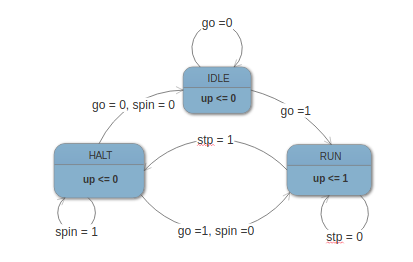 go =0
IDLE
up <= 0
go = 0, spin = 0
go =1
stp = 1
HALT
up <= 0
RUN
up <= 1
spin = 1
go =1, spin =0
stp = 0